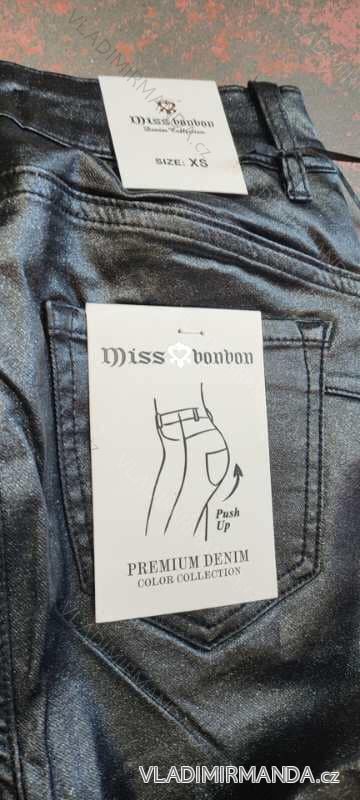 miss bonbon
Denim Collection
SIZE: XS
miss bonbon
Push
Up
PREMIUM DENIM
COLOR COLLECTION
VLADIMIRMANDA.cz